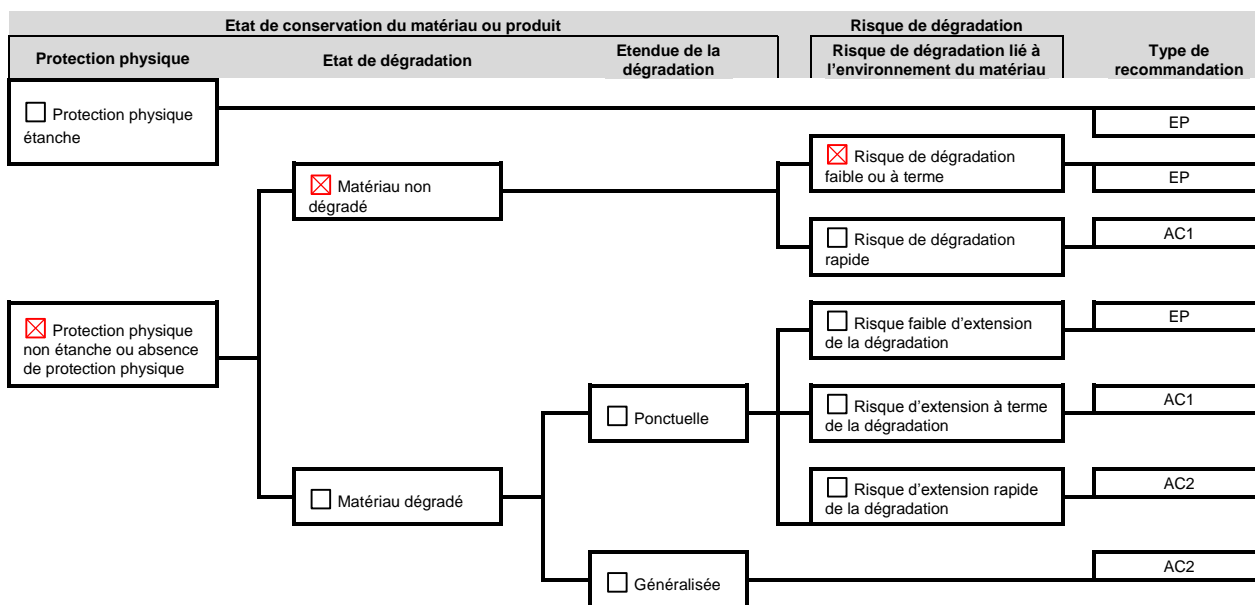 Etat de conservation du matériau ou produit
Risque de dégradation
Protection physique
Etat de dégradation
Etendue de la
dégradation
Risque de dégradation lié à
l'environnement du matériau
Type de
recommandation
Protection physique
étanche
EP
Matériau non
dégradé
Risque de dégradation
faible ou à terme
EP
Risque de dégradation
rapide
AC1
Protection physique
non étanche ou absence
de protection physique
Risque faible d'extension
de la dégradation
EP
Ponctuelle
Risque d'extension à terme
de la dégradation
AC1
Matériau dégradé
Risque d'extension rapide
de la dégradation
AC2
Généralisée
AC2